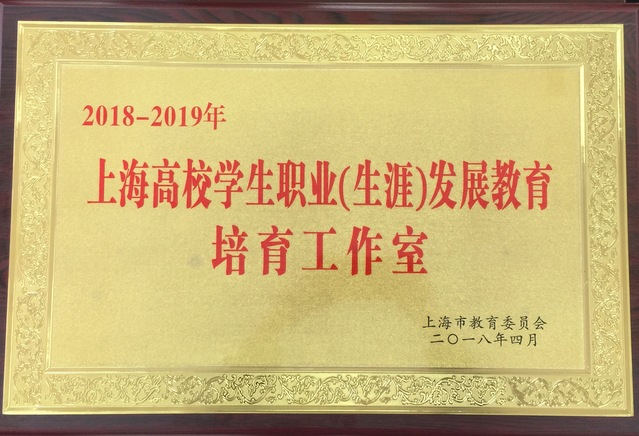 2018-2019年
上海高校学生职业(生涯)发展教育
培育工作室
上海市教育委员会
二〇一八年四月